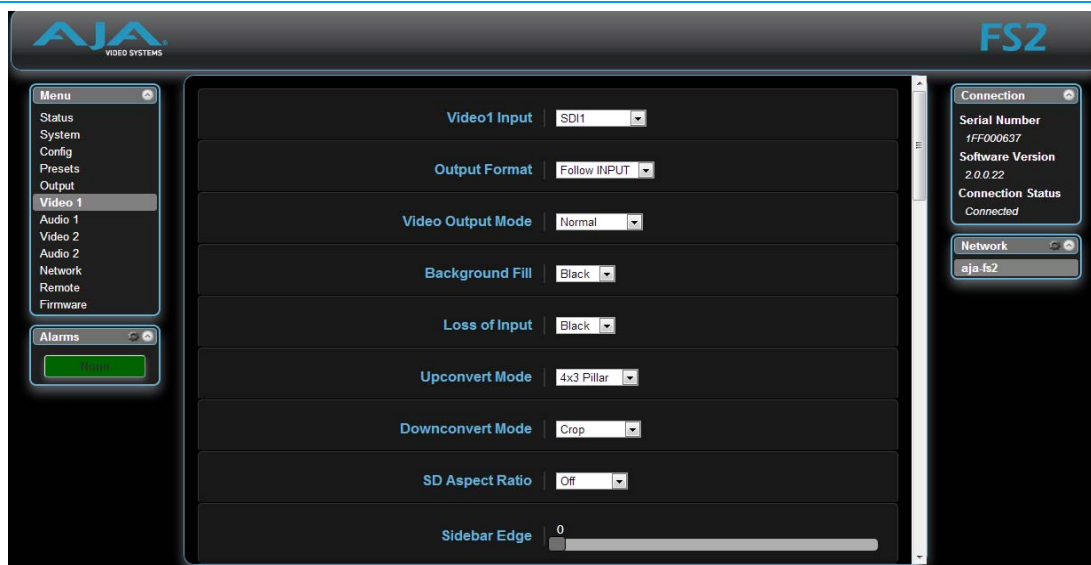 AJA
VIDEO SYSTEMS
FS2
Menu
Status
System
Config
Presets
Output
Video 1
Audio 1
Video 2
Audio 2
Network
Remote
Firmware
Alarms
None
Video1 Input SDI1
Output Format Follow INPUT
Video Output Mode Normal
Background Fill Black
Loss of Input Black
Upconvert Mode 4x3 Pillar
Downconvert Mode Crop
SD Aspect Ratio Off
Sidebar Edge 0
Connection
Serial Number
1FF000637
Software Version
2.0.0.22
Connection Status
Connected
Network
aja-fs2